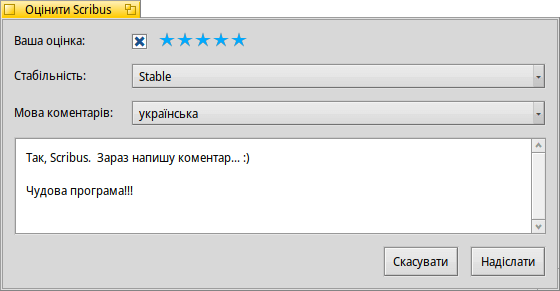 Оцінити Scribus
Ваша оцінка:
Стабільність:
Stable
Мова коментарів:
українська
Так, Scribus.  Зараз напишу коментар... :)
Чудова програма!!!
Скасувати
Надіслати